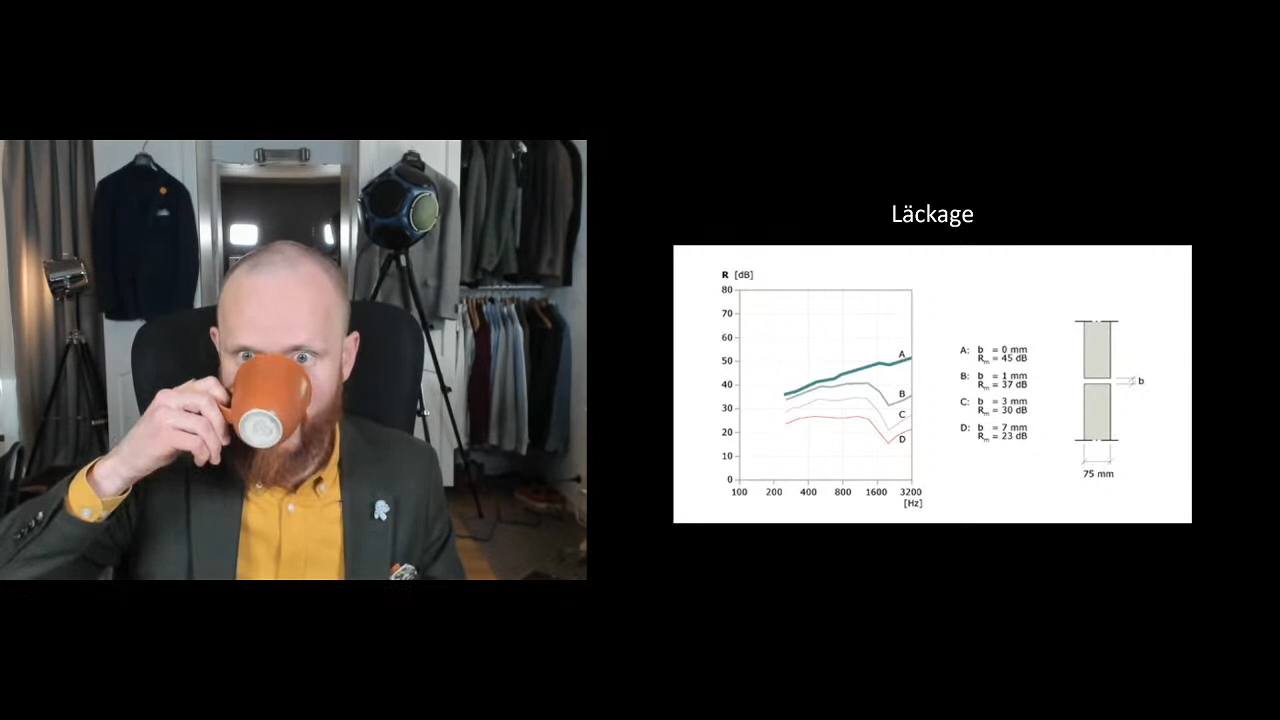 Läckage
R [dB]
80
70
60
50
40
30
20
10
0
100 200 400 800 1600 3200
[Hz]
A
B
C
D
A: b = 0 mm
Rm = 45 dB
B: b = 1 mm
Rm = 37 dB
C: b = 3 mm
Rm = 30 dB
D: b = 7 mm
Rm = 23 dB
b
75 mm